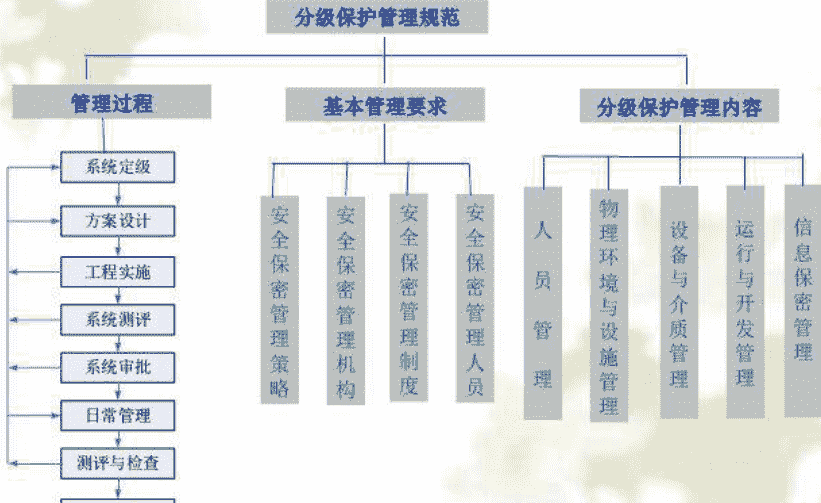 分级保护管理规范
管理过程
基本管理要求
分级保护管理内容
系统定级
方案设计
工程实施
系统测评
系统审批
日常管理
测评与检查
安全保密管理策略
安全保密管理机构
安全保密管理制度
安全保密管理人员
人员管理
物理环境与设施管理
设备与介质管理
运行与开发管理
信息保密管理